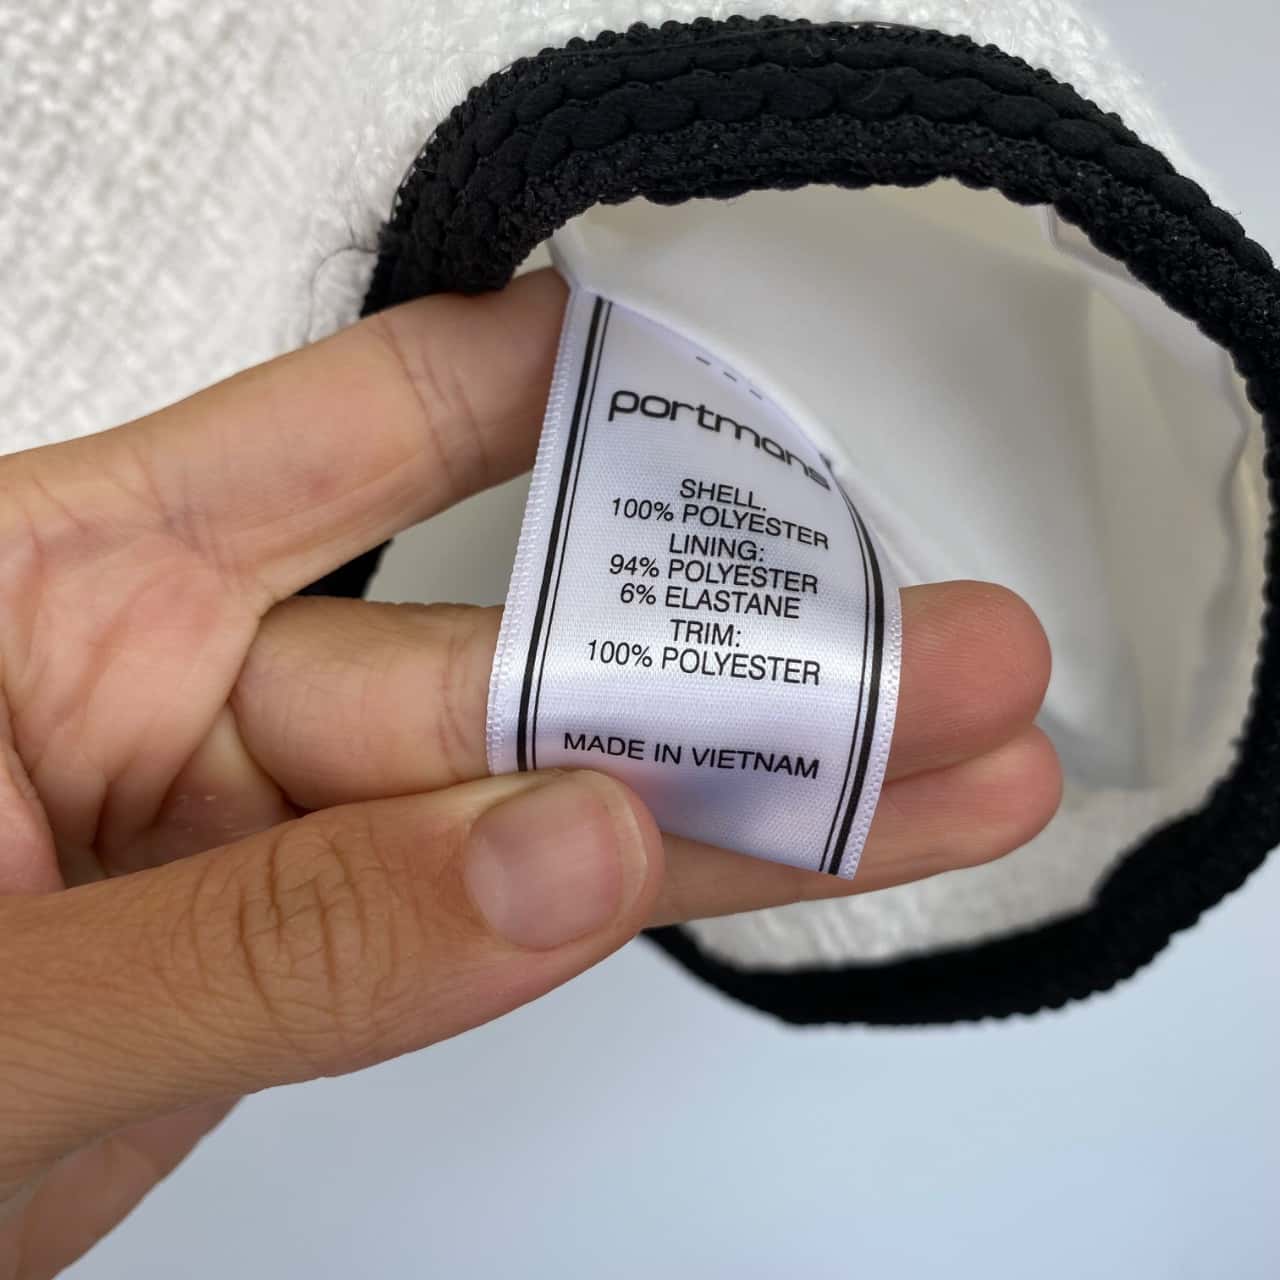 portmans
SHELL.
100% POLYESTER
LINING:
94% POLYESTER
6% ELASTANE
TRIM:
100% POLYESTER
MADE IN VIETNAM